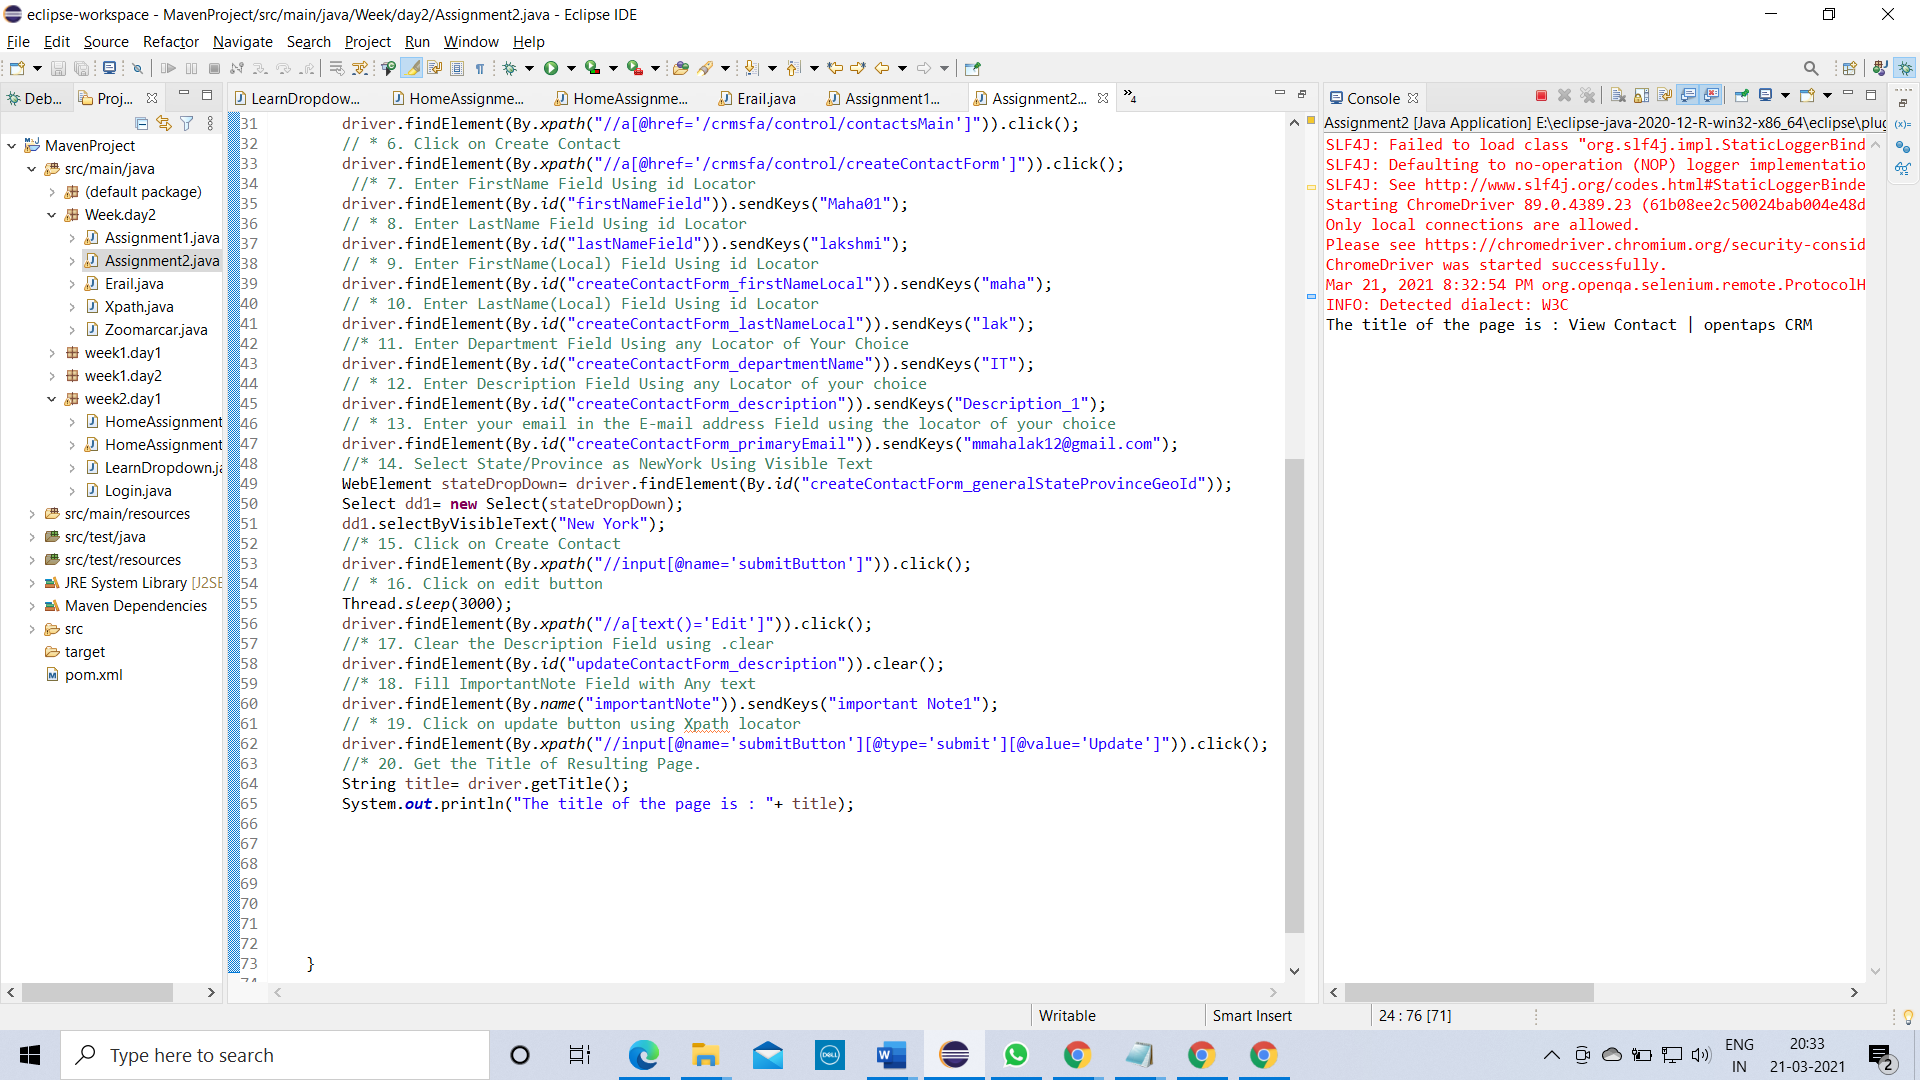 eclipse-workspace - MavenProject/src/main/java/Week/day2/Assignment2.java - Eclipse IDE
File Edit Source Refactor Navigate Search Project Run Window Help
Deb... Proj...
MavenProject
src/main/java
(default package)
Week.day2
Assignment1.java
Assignment2.java
Erail.java
Xpath.java
Zoomarcar.java
week1.day1
week1.day2
week2.day1
HomeAssignment
HomeAssignment
LearnDropdown.ja
Login.java
src/main/resources
src/test/java
src/test/resources
JRE System Library [J2SE
Maven Dependencies
src
target
pom.xml
LearnDropdow... HomeAssignme... HomeAssignme... Erail.java Assignment1... Assignment2... »4
31 driver.findElement(By.xpath("//a[@href='/crmsfa/control/contactsMain']")).click();
32 // * 6. Click on Create Contact
33 driver.findElement(By.xpath("//a[@href='/crmsfa/control/createContactForm']")).click();
34 //* 7. Enter FirstName Field Using id Locator
35 driver.findElement(By.id("firstNameField")).sendKeys("Maha01");
36 // * 8. Enter LastName Field Using id Locator
37 driver.findElement(By.id("lastNameField")).sendKeys("lakshmi");
38 // * 9. Enter FirstName(Local) Field Using id Locator
39 driver.findElement(By.id("createContactForm_firstNameLocal")).sendKeys("maha");
40 // * 10. Enter LastName(Local) Field Using id Locator
41 driver.findElement(By.id("createContactForm_lastNameLocal")).sendKeys("lak");
42 //* 11. Enter Department Field Using any Locator of Your Choice
43 driver.findElement(By.id("createContactForm_departmentName")).sendKeys("IT");
44 // * 12. Enter Description Field Using any Locator of your choice
45 driver.findElement(By.id("createContactForm_description")).sendKeys("Description_1");
46 // * 13. Enter your email in the E-mail address Field using the locator of your choice
47 driver.findElement(By.id("createContactForm_primaryEmail")).sendKeys("mmahalak12@gmail.com");
48 //* 14. Select State/Province as NewYork Using Visible Text
49 WebElement stateDropDown= driver.findElement(By.id("createContactForm_generalStateProvinceGeoId"));
50 Select dd1= new Select(stateDropDown);
51 dd1.selectByVisibleText("New York");
52 //* 15. Click on Create Contact
53 driver.findElement(By.xpath("//input[@name='submitButton']")).click();
54 // * 16. Click on edit button
55 Thread.sleep(3000);
56 driver.findElement(By.xpath("//a[text()='Edit']")).click();
57 //* 17. Clear the Description Field using .clear
58 driver.findElement(By.id("updateContactForm_description")).clear();
59 //* 18. Fill ImportantNote Field with Any text
60 driver.findElement(By.name("importantNote")).sendKeys("important Note1");
61 // * 19. Click on update button using Xpath locator
62 driver.findElement(By.xpath("//input[@name='submitButton'][@type='submit'][@value='Update']")).click();
63 //* 20. Get the Title of Resulting Page.
64 String title= driver.getTitle();
65 System.out.println("The title of the page is : "+ title);
66
67
68
69
70
71
72
73 }
Console
Assignment2 [Java Application] E:\eclipse-java-2020-12-R-win32-x86_64\eclipse\plug
SLF4J: Failed to load class "org.slf4j.impl.StaticLoggerBind
SLF4J: Defaulting to no-operation (NOP) logger implementatio
SLF4J: See http://www.slf4j.org/codes.html#StaticLoggerBinde
Starting ChromeDriver 89.0.4389.23 (61b08ee2c50024bab004e48d
Only local connections are allowed.
Please see https://chromedriver.chromium.org/security-consid
ChromeDriver was started successfully.
Mar 21, 2021 8:32:54 PM org.openqa.selenium.remote.ProtocolH
INFO: Detected dialect: W3C
The title of the page is : View Contact | opentaps CRM
Writable Smart Insert 24 : 76 [71]
Type here to search
DELL
W
ENG
IN
20:33
21-03-2021
2